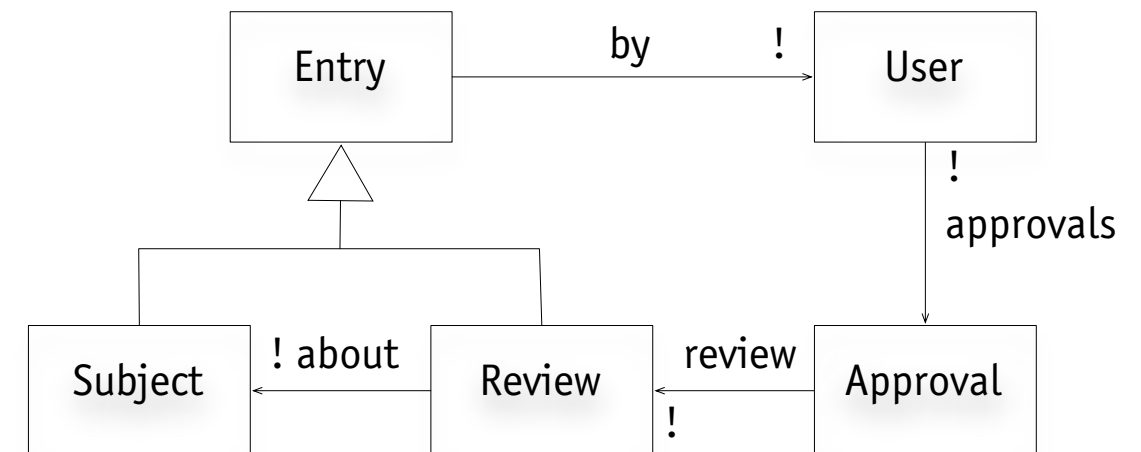 Entry
by
!
User
!
approvals
Subject
! about
Review
review
!
Approval